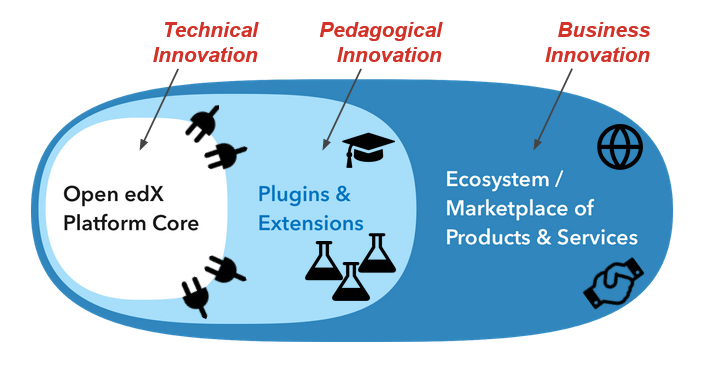 Technical
Innovation
Pedagogical
Innovation
Business
Innovation
Open edX
Platform Core
Plugins &
Extensions
Ecosystem /
Marketplace of
Products & Services